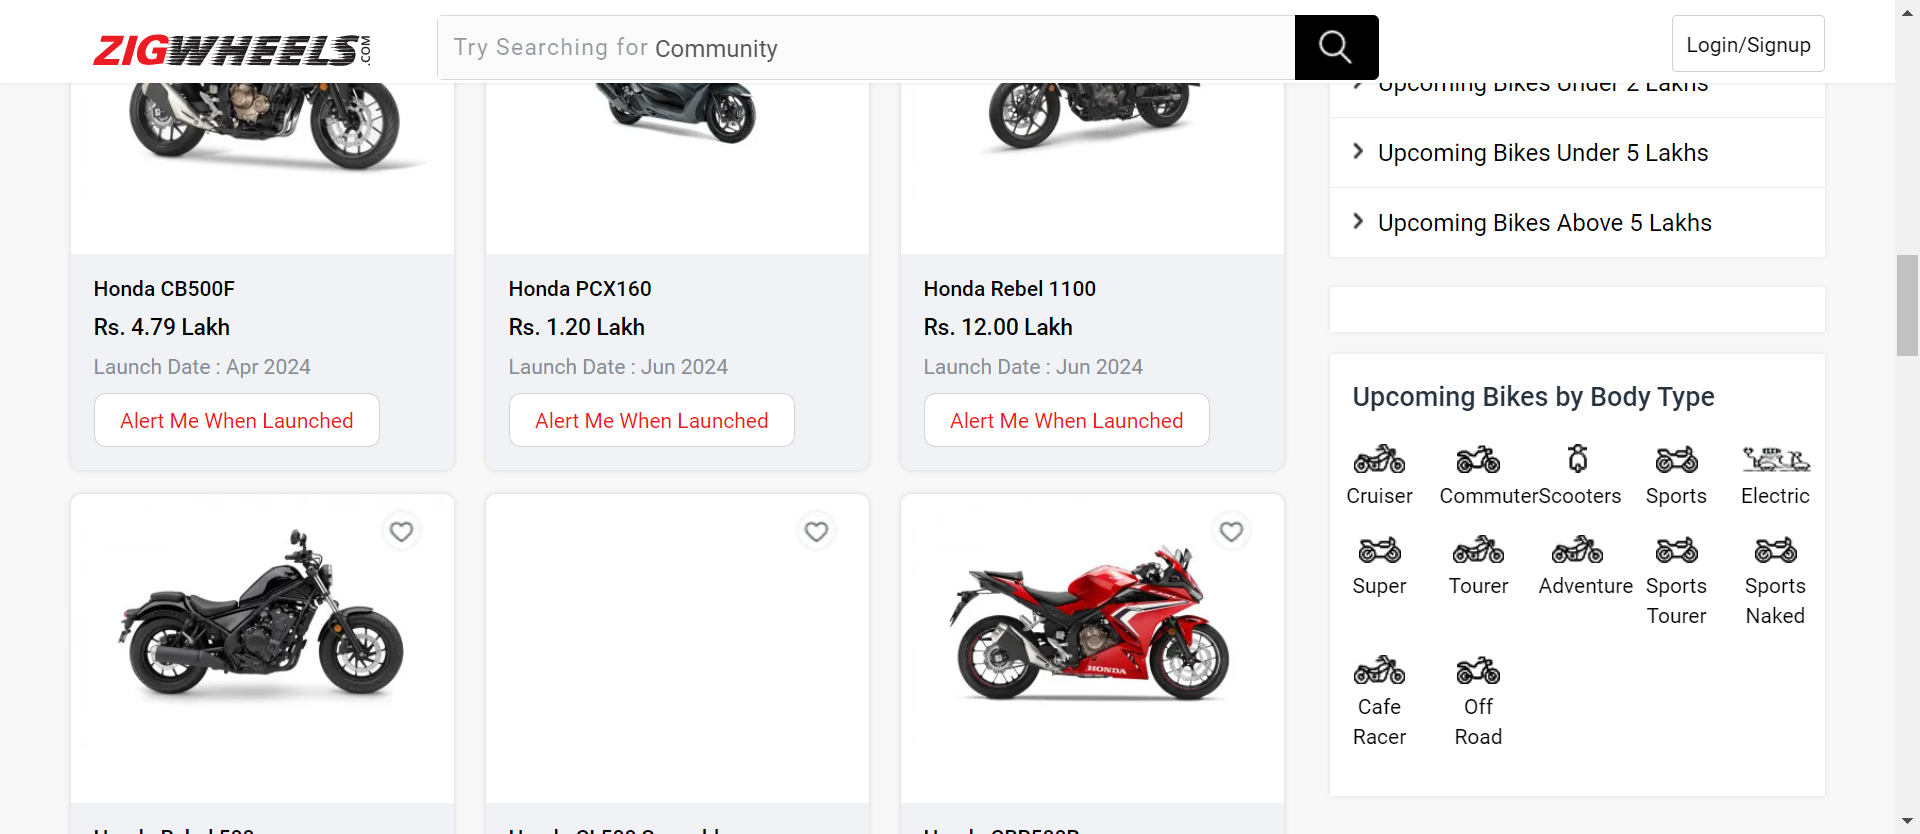 ZIGWHEELS.COM
Try Searching for Community
Login/Signup
Upcoming Bikes Under 2 Lakhs
Upcoming Bikes Under 5 Lakhs
Upcoming Bikes Above 5 Lakhs
Honda CB500F
Rs. 4.79 Lakh
Launch Date : Apr 2024
Alert Me When Launched
Honda PCX160
Rs. 1.20 Lakh
Launch Date : Jun 2024
Alert Me When Launched
Honda Rebel 1100
Rs. 12.00 Lakh
Launch Date : Jun 2024
Alert Me When Launched
Upcoming Bikes by Body Type
Cruiser
Commuter
Scooters
Sports
Electric
Super
Tourer
Adventure
Sports
Tourer
Sports
Naked
Cafe
Racer
Off
Road
HONDA
Honda Rebel 500